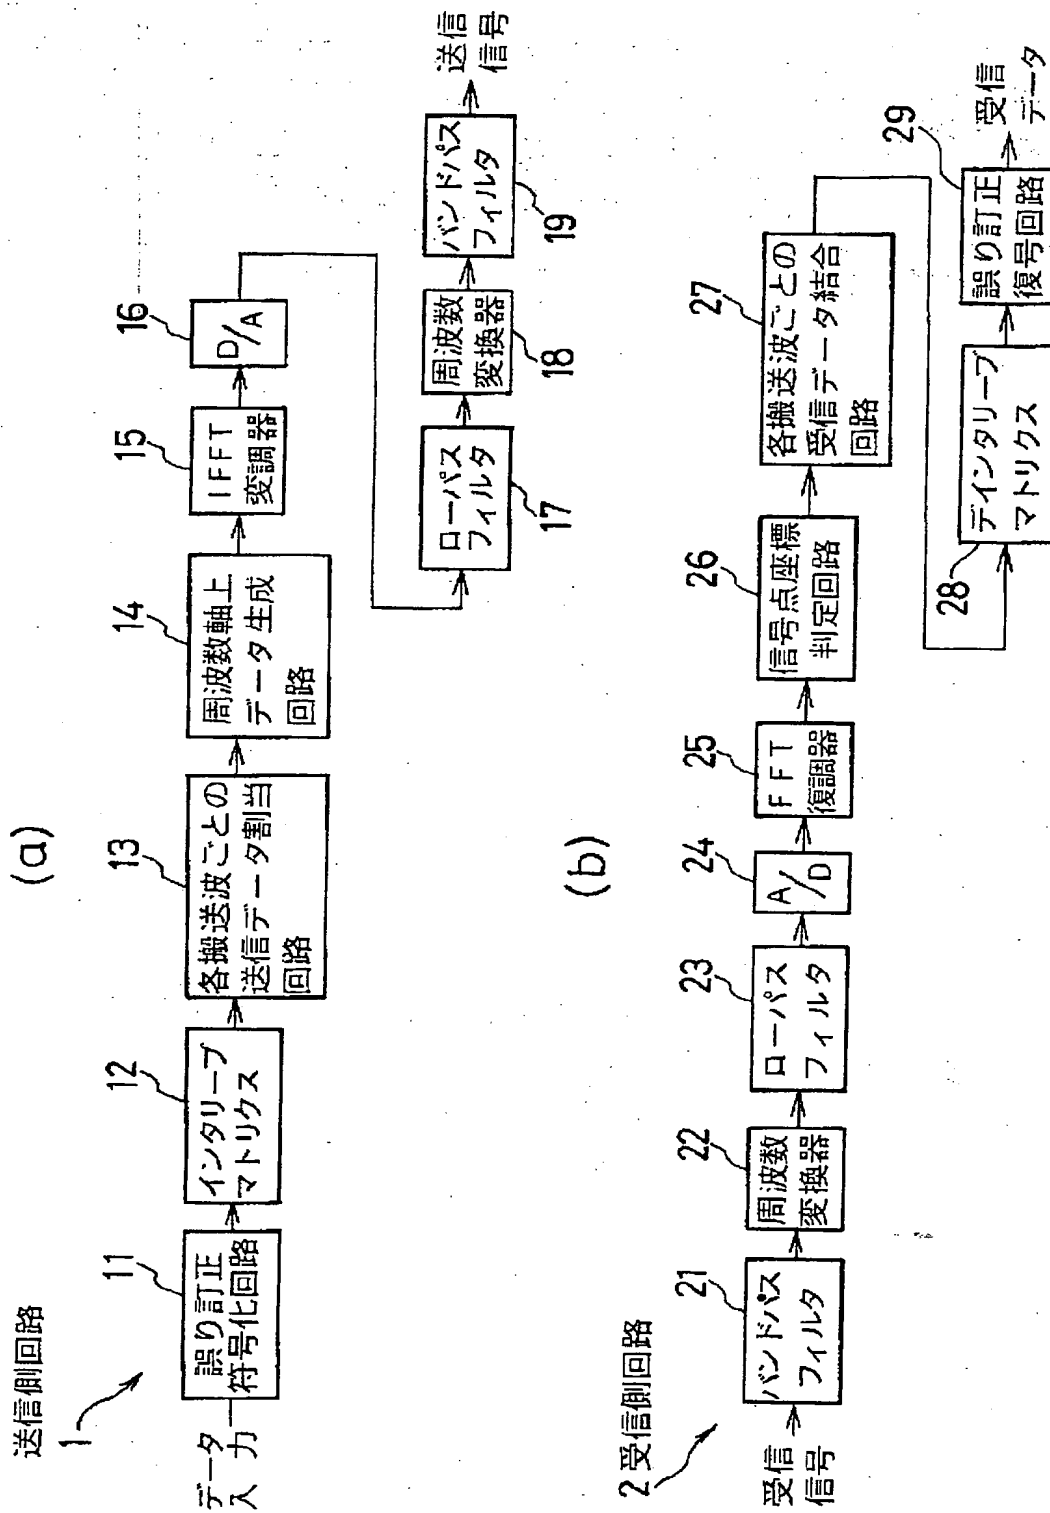 (a)
送信側回路
1
データ
入力
11
誤り訂正
符号化回路
12
インタリーブ
マトリクス
13
各搬送波ごとの
送信データ割当
回路
14
周波数軸上
データ生成
回路
15
IFFT
変調器
16
D/A
17
ローパス
フィルタ
18
周波数
変換器
19
バンドパス
フィルタ
送信
信号
(b)
2 受信側回路
受信
信号
21
バンドパス
フィルタ
22
周波数
変換器
23
ローパス
フィルタ
24
A/D
25
FFT
復調器
26
信号点座標
判定回路
27
各搬送波ごとの
受信データ結合
回路
28
デインタリーブ
マトリクス
29
誤り訂正
復号回路
受信
データ